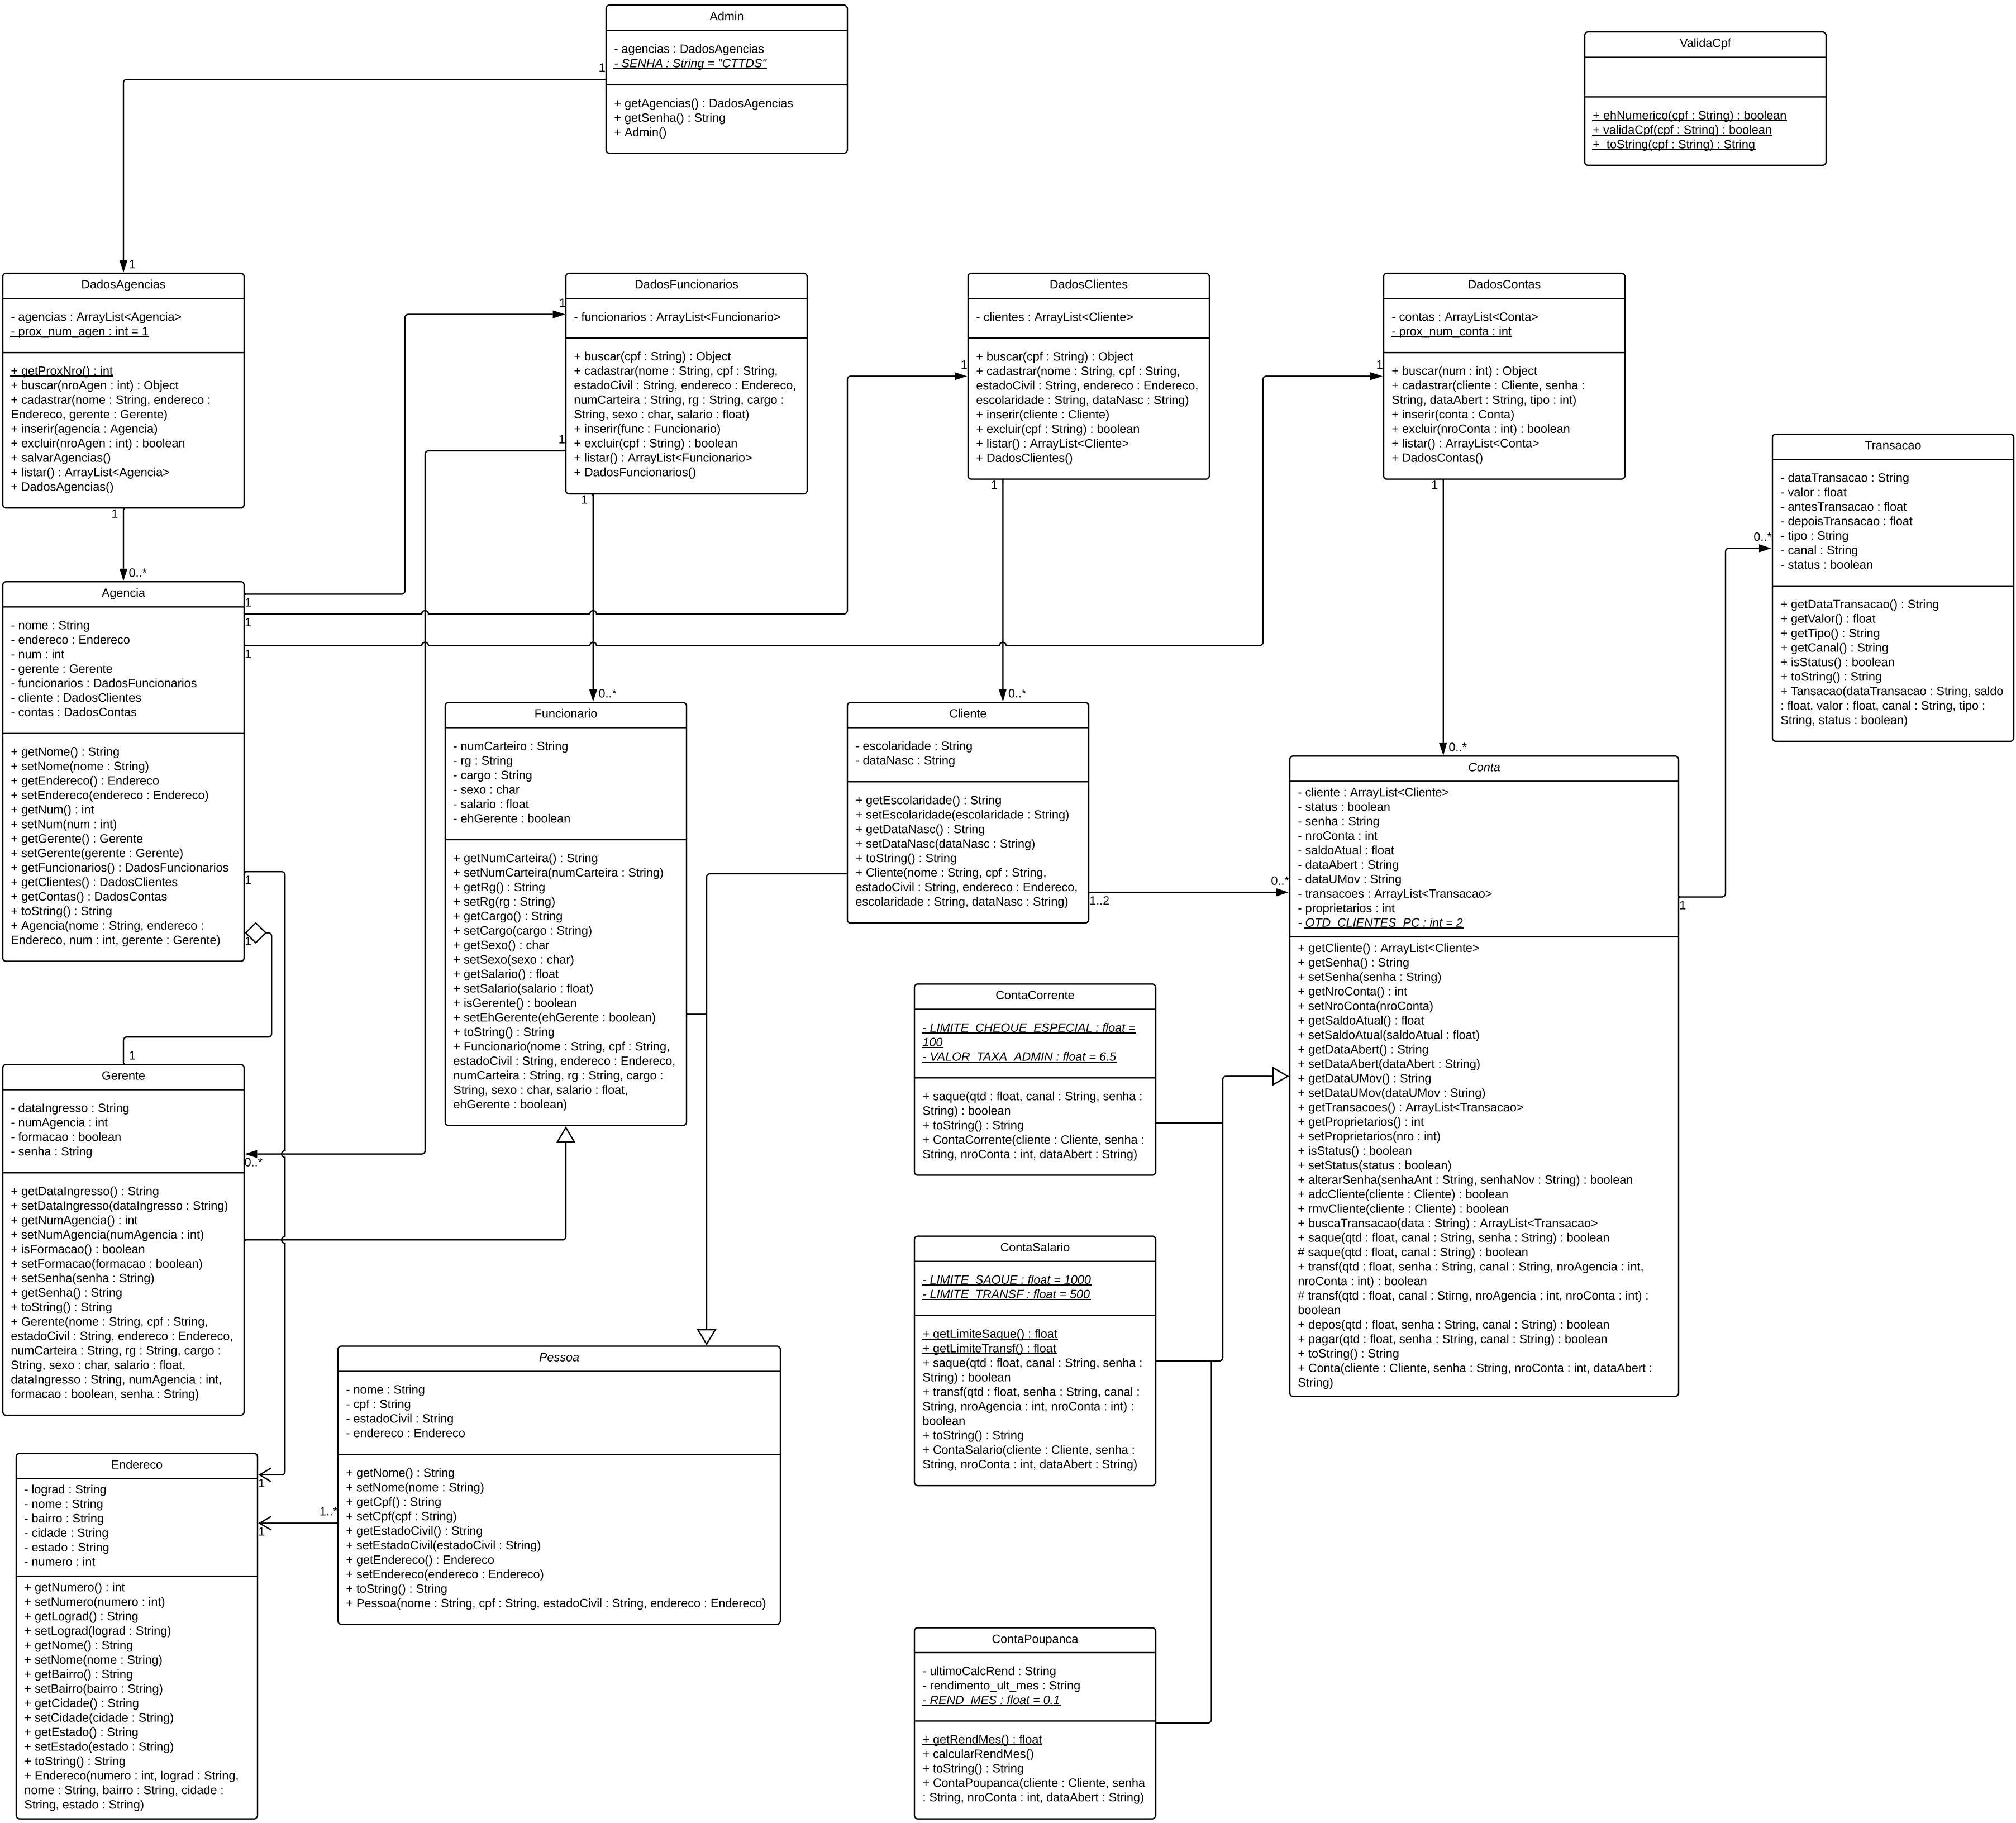 Admin
- agencias : DadosAgencias
- SENHA : String = "CTTDS"
+ getAgencias() : DadosAgencias
+ getSenha() : String
+ Admin()
1
1
ValidaCpf
+ ehNumerico(cpf : String) : boolean
+ validaCpf(cpf : String) : boolean
+  toString(cpf : String) : String
DadosAgencias
- agencias : ArrayList<Agencia>
- prox_num_agen : int = 1
+ getProxNro() : int
+ buscar(nroAgen : int) : Object
+ cadastrar(nome : String, endereco :
Endereco, gerente : Gerente)
+ inserir(agencia : Agencia)
+ excluir(nroAgen : int) : boolean
+ salvarAgencias()
+ listar() : ArrayList<Agencia>
+ DadosAgencias()
1
0..*
DadosFuncionarios
- funcionarios : ArrayList<Funcionario>
+ buscar(cpf : String) : Object
+ cadastrar(nome : String, cpf : String,
estadoCivil : String, endereco : Endereco,
numCarteira : String, rg : String, cargo :
String, sexo : char, salario : float)
+ inserir(func : Funcionario)
+ excluir(cpf : String) : boolean
+ listar() : ArrayList<Funcionario>
+ DadosFuncionarios()
1
1
1
0..*
DadosClientes
- clientes : ArrayList<Cliente>
+ buscar(cpf : String) : Object
+ cadastrar(nome : String, cpf : String,
estadoCivil : String, endereco : Endereco,
escolaridade : String, dataNasc : String)
+ inserir(cliente : Cliente)
+ excluir(cpf : String) : boolean
+ listar() : ArrayList<Cliente>
+ DadosClientes()
1
1
0..*
DadosContas
- contas : ArrayList<Conta>
- prox_num_conta : int
+ buscar(num : int) : Object
+ cadastrar(cliente : Cliente, senha :
String, dataAbert : String, tipo : int)
+ inserir(conta : Conta)
+ excluir(nroConta : int) : boolean
+ listar() : ArrayList<Conta>
+ DadosContas()
1
1
0..*
Transacao
- dataTransacao : String
- valor : float
- antesTransacao : float
- depoisTransacao : float
- tipo : String
- canal : String
- status : boolean
+ getDataTransacao() : String
+ getValor() : float
+ getTipo() : String
+ getCanal() : String
+ isStatus() : boolean
+ toString() : String
+ Tansacao(dataTransacao : String, saldo
: float, valor : float, canal : String, tipo :
String, status : boolean)
0..*
Agencia
- nome : String
- endereco : Endereco
- num : int
- gerente : Gerente
- funcionarios : DadosFuncionarios
- cliente : DadosClientes
- contas : DadosContas
+ getNome() : String
+ setNome(nome : String)
+ getEndereco() : Endereco
+ setEndereco(endereco : Endereco)
+ getNum() : int
+ setNum(num : int)
+ getGerente() : Gerente
+ setGerente(gerente : Gerente)
+ getFuncionarios() : DadosFuncionarios
+ getClientes() : DadosClientes
+ getContas() : DadosContas
+ toString() : String
+ Agencia(nome : String, endereco :
Endereco, num : int, gerente : Gerente)
1
1
1
1
1
1
Funcionario
- numCarteiro : String
- rg : String
- cargo : String
- sexo : char
- salario : float
- ehGerente : boolean
+ getNumCarteira() : String
+ setNumCarteira(numCarteira : String)
+ getRg() : String
+ setRg(rg : String)
+ getCargo() : String
+ setCargo(cargo : String)
+ getSexo() : char
+ setSexo(sexo : char)
+ getSalario() : float
+ setSalario(salario : float)
+ isGerente() : boolean
+ setEhGerente(ehGerente : boolean)
+ toString() : String
+ Funcionario(nome : String, cpf : String,
estadoCivil : String, endereco : Endereco,
numCarteira : String, rg : String, cargo :
String, sexo : char, salario : float,
ehGerente : boolean)
Cliente
- escolaridade : String
- dataNasc : String
+ getEscolaridade() : String
+ setEscolaridade(escolaridade : String)
+ getDataNasc() : String
+ setDataNasc(dataNasc : String)
+ toString() : String
+ Cliente(nome : String, cpf : String,
estadoCivil : String, endereco : Endereco,
escolaridade : String, dataNasc : String)
1..2
0..*
Conta
- cliente : ArrayList<Cliente>
- status : boolean
- senha : String
- nroConta : int
- saldoAtual : float
- dataAbert : String
- dataUMov : String
- transacoes : ArrayList<Transacao>
- proprietarios : int
- QTD_CLIENTES_PC : int = 2
+ getCliente() : ArrayList<Cliente>
+ getSenha() : String
+ setSenha(senha : String)
+ getNroConta() : int
+ setNroConta(nroConta)
+ getSaldoAtual() : float
+ setSaldoAtual(saldoAtual : float)
+ getDataAbert() : String
+ setDataAbert(dataAbert : String)
+ getDataUMov() : String
+ setDataUMov(dataUMov : String)
+ getTransacoes() : ArrayList<Transacao>
+ getProprietarios() : int
+ setProprietarios(nro : int)
+ isStatus() : boolean
+ setStatus(status : boolean)
+ alterarSenha(senhaAnt : String, senhaNov : String) : boolean
+ adcCliente(cliente : Cliente) : boolean
+ rmvCliente(cliente : Cliente) : boolean
+ buscaTransacao(data : String) : ArrayList<Transacao>
+ saque(qtd : float, canal : String, senha : String) : boolean
# saque(qtd : float, canal : String) : boolean
+ transf(qtd : float, senha : String, canal : String, nroAgencia : int,
nroConta : int) : boolean
# transf(qtd : float, canal : Stirng, nroAgencia : int, nroConta : int) :
boolean
+ depos(qtd : float, senha : String, canal : String) : boolean
+ pagar(qtd : float, senha : String, canal : String) : boolean
+ toString() : String
+ Conta(cliente : Cliente, senha : String, nroConta : int, dataAbert :
String)
1
ContaCorrente
- LIMITE_CHEQUE_ESPECIAL : float =
100
- VALOR_TAXA_ADMIN : float = 6.5
+ saque(qtd : float, canal : String, senha :
String) : boolean
+ toString() : String
+ ContaCorrente(cliente : Cliente, senha :
String, nroConta : int, dataAbert : String)
1
Gerente
- dataIngresso : String
- numAgencia : int
- formacao : boolean
- senha : String
+ getDataIngresso() : String
+ setDataIngresso(dataIngresso : String)
+ getNumAgencia() : int
+ setNumAgencia(numAgencia : int)
+ isFormacao() : boolean
+ setFormacao(formacao : boolean)
+ setSenha(senha : String)
+ getSenha() : String
+ toString() : String
+ Gerente(nome : String, cpf : String,
estadoCivil : String, endereco : Endereco,
numCarteira : String, rg : String, cargo :
String, sexo : char, salario : float,
dataIngresso : String, numAgencia : int,
formacao : boolean, senha : String)
0..*
ContaSalario
- LIMITE_SAQUE : float = 1000
- LIMITE_TRANSF : float = 500
+ getLimiteSaque() : float
+ getLimiteTransf() : float
+ saque(qtd : float, canal : String, senha :
String) : boolean
+ transf(qtd : float, senha : String, canal :
String, nroAgencia : int, nroConta : int) :
boolean
+ toString() : String
+ ContaSalario(cliente : Cliente, senha :
String, nroConta : int, dataAbert : String)
Pessoa
- nome : String
- cpf : String
- estadoCivil : String
- endereco : Endereco
+ getNome() : String
+ setNome(nome : String)
+ getCpf() : String
+ setCpf(cpf : String)
+ getEstadoCivil() : String
+ setEstadoCivil(estadoCivil : String)
+ getEndereco() : Endereco
+ setEndereco(endereco : Endereco)
+ toString() : String
+ Pessoa(nome : String, cpf : String, estadoCivil : String, endereco : Endereco)
1..*
Endereco
- lograd : String
- nome : String
- bairro : String
- cidade : String
- estado : String
- numero : int
+ getNumero() : int
+ setNumero(numero : int)
+ getLograd() : String
+ setLograd(lograd : String)
+ getNome() : String
+ setNome(nome : String)
+ getBairro() : String
+ setBairro(bairro : String)
+ getCidade() : String
+ setCidade(cidade : String)
+ getEstado() : String
+ setEstado(estado : String)
+ toString() : String
+ Endereco(numero : int, lograd : String,
nome : String, bairro : String, cidade :
String, estado : String)
1
1
ContaPoupanca
- ultimoCalcRend : String
- rendimento_ult_mes : String
- REND_MES : float = 0.1
+ getRendMes() : float
+ calcularRendMes()
+ toString() : String
+ ContaPoupanca(cliente : Cliente, senha
: String, nroConta : int, dataAbert : String)